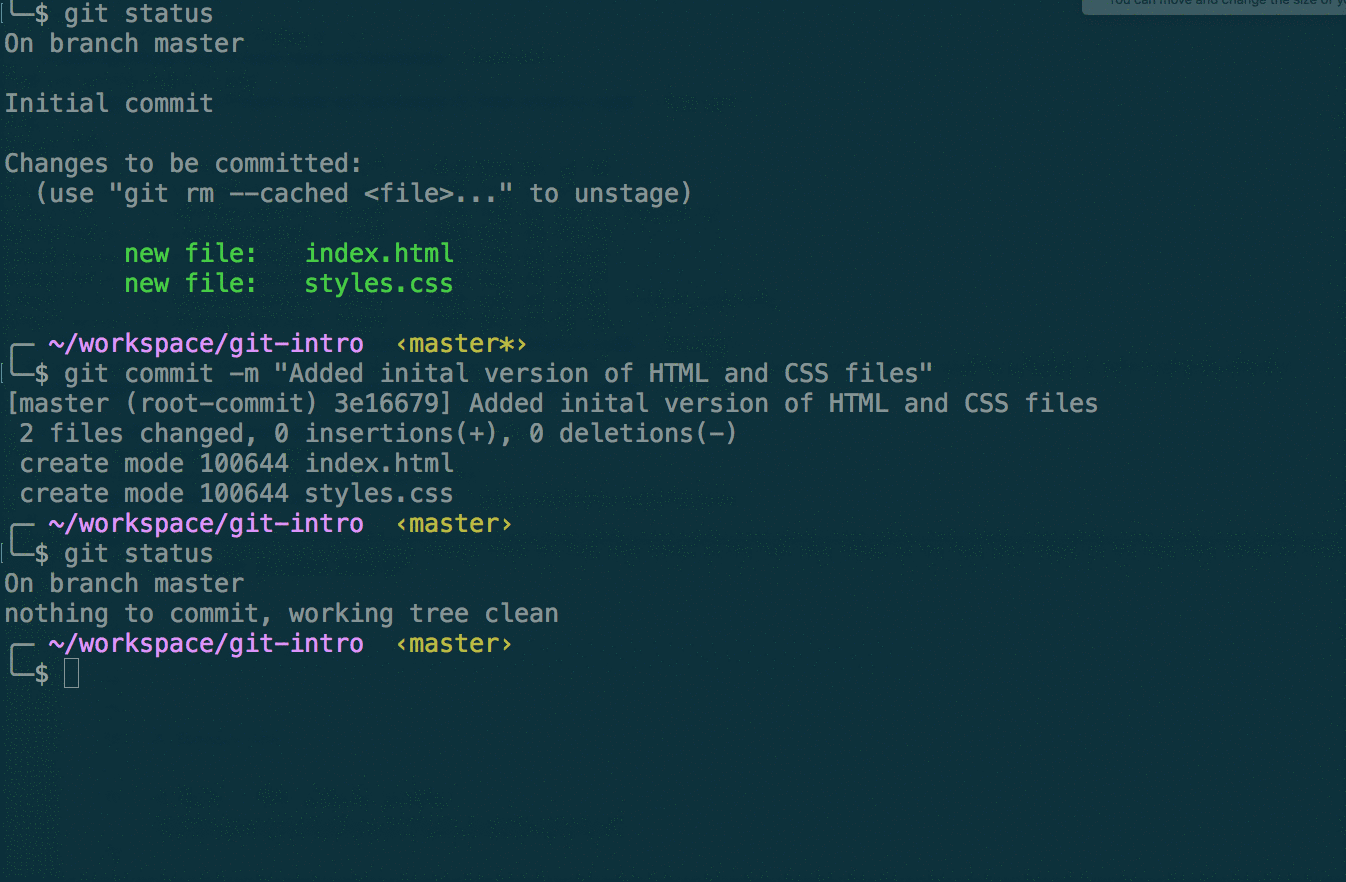 $ git status
You can move and change the size of
On branch master
Initial commit
Changes to be committed:
(use "git rm --cached <file>..." to unstage)
new file:   index.html
new file:   styles.css
~/workspace/git-intro  ‹master*›
$ git commit -m "Added inital version of HTML and CSS files"
[master (root-commit) 3e16679] Added inital version of HTML and CSS files
2 files changed, 0 insertions(+), 0 deletions(-)
create mode 100644 index.html
create mode 100644 styles.css
~/workspace/git-intro  ‹master›
$ git status
On branch master
nothing to commit, working tree clean
~/workspace/git-intro  ‹master›
$